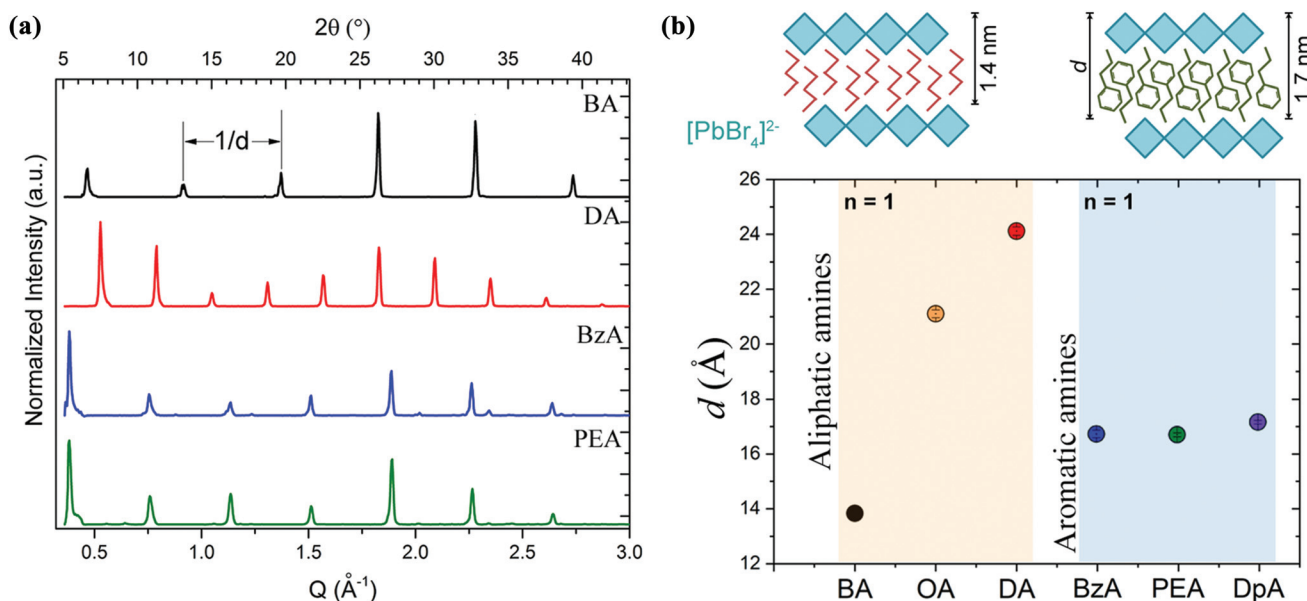 (a)
2θ (°)
5 10 15 20 25 30 35 40
BA
1/d
DA
BzA
PEA
Normalized Intensity (a.u.)
0.5 1.0 1.5 2.0 2.5 3.0
Q (Å⁻¹)
(b)
1.4 nm
d
1.7 nm
[PbBr₄]²⁻
26
24
22
20
18
16
14
12
d (Å)
n = 1
n = 1
Aliphatic amines
Aromatic amines
BA OA DA BzA PEA DpA